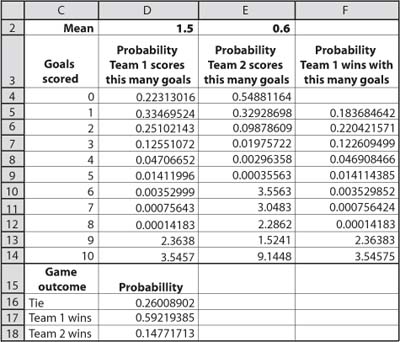 C D E F
2 Mean 1.5 0.6
3 Goals scored Probability Team 1 scores this many goals Probability Team 2 scores this many goals Probability Team 1 wins with this many goals
4 0 0.22313016 0.54881164
5 1 0.33469524 0.32928698 0.183684642
6 2 0.25102143 0.09878609 0.220421571
7 3 0.12551072 0.01975722 0.122609499
8 4 0.04706652 0.00296358 0.046908466
9 5 0.01411996 0.00035563 0.014114385
10 6 0.00352999 3.5563 0.003529852
11 7 0.00075643 3.0483 0.000756424
12 8 0.00014183 2.2862 0.00014183
13 9 2.3638 1.5241 2.36383
14 10 3.5457 9.1448 3.54575
15 Game outcome Probabillity
16 Tie 0.26008902
17 Team 1 wins 0.59219385
18 Team 2 wins 0.14771713